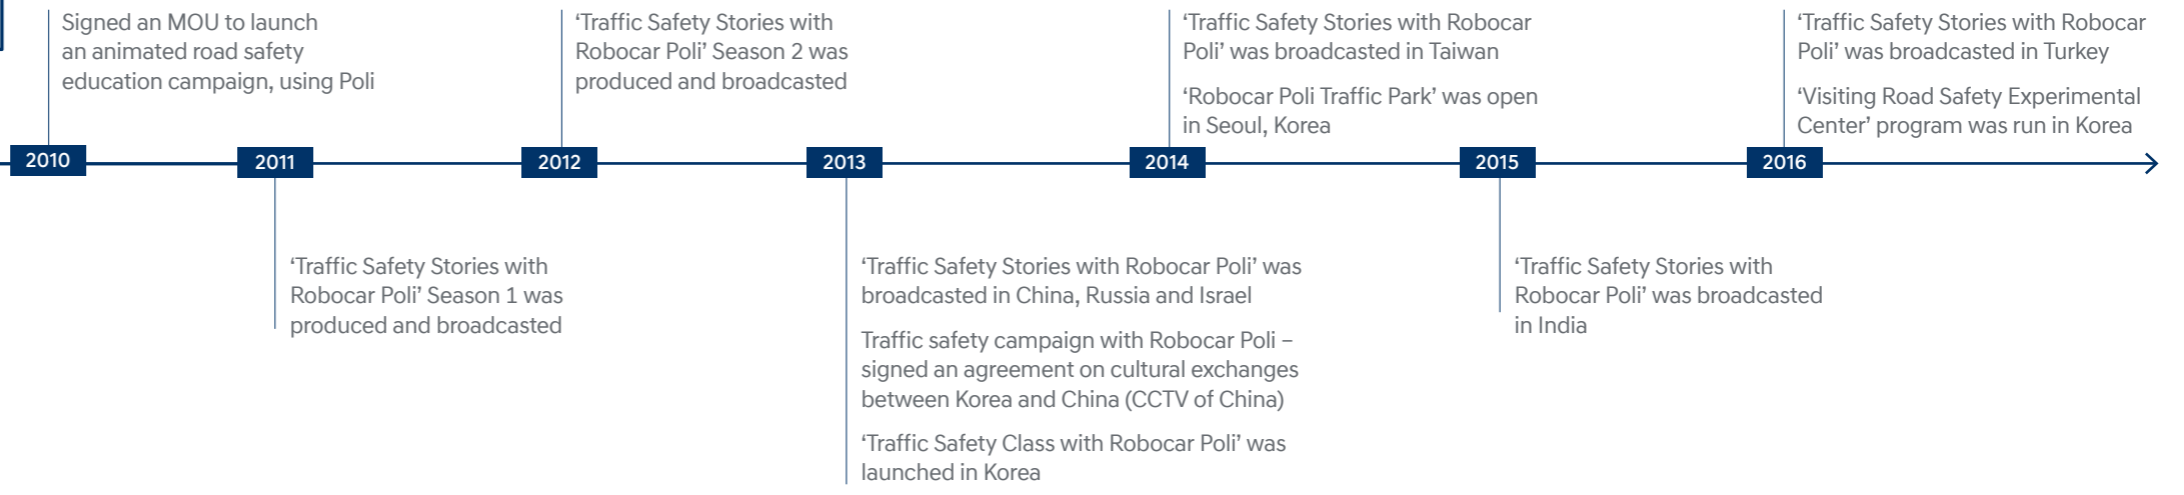 Signed an MOU to launch
an animated road safety
education campaign, using Poli
‘Traffic Safety Stories with
Robocar Poli’ Season 2 was
produced and broadcasted
‘Traffic Safety Stories with Robocar
Poli’ was broadcasted in Taiwan
‘Robocar Poli Traffic Park’ was open
in Seoul, Korea
‘Traffic Safety Stories with Robocar
Poli’ was broadcasted in Turkey
‘Visiting Road Safety Experimental
Center’ program was run in Korea
2010
2011
2012
2013
2014
2015
2016
‘Traffic Safety Stories with
Robocar Poli’ Season 1 was
produced and broadcasted
‘Traffic Safety Stories with Robocar Poli’ was
broadcasted in China, Russia and Israel
Traffic safety campaign with Robocar Poli –
signed an agreement on cultural exchanges
between Korea and China (CCTV of China)
‘Traffic Safety Class with Robocar Poli’ was
launched in Korea
‘Traffic Safety Stories with
Robocar Poli’ was broadcasted
in India